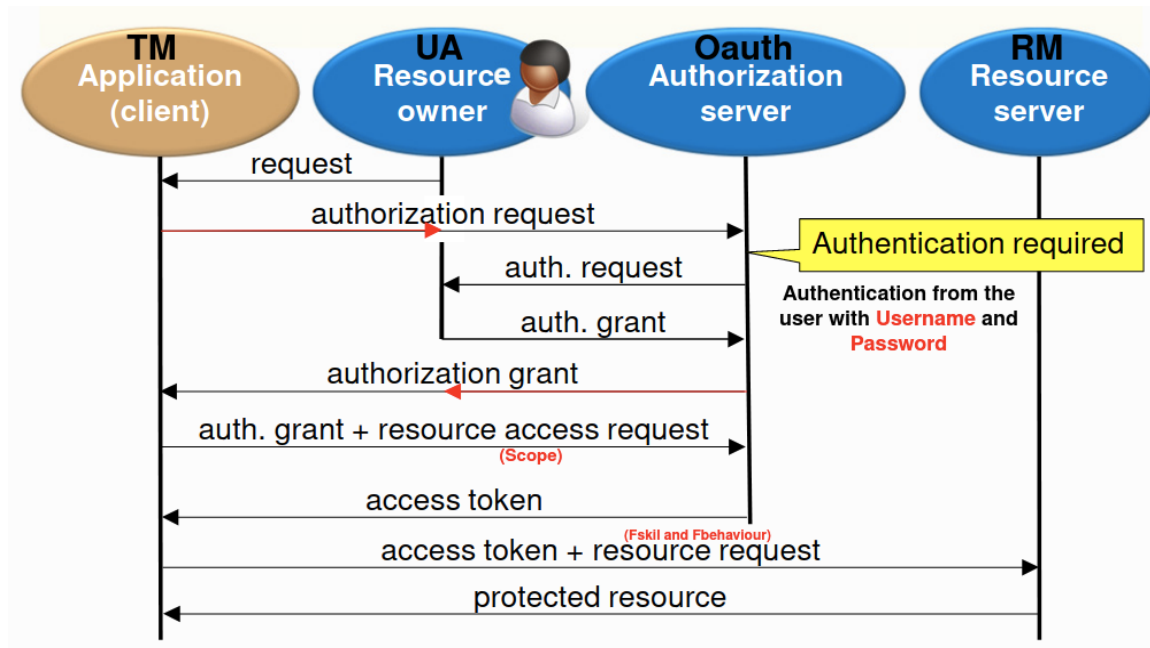 TM
Application
(client)
UA
Resource
owner
Oauth
Authorization
server
RM
Resource
server
request
authorization request
Authentication required
auth. request
Authentication from the
user with Username and
Password
auth. grant
authorization grant
auth. grant + resource access request
(Scope)
access token
(Fskil and Fbehaviour)
access token + resource request
protected resource